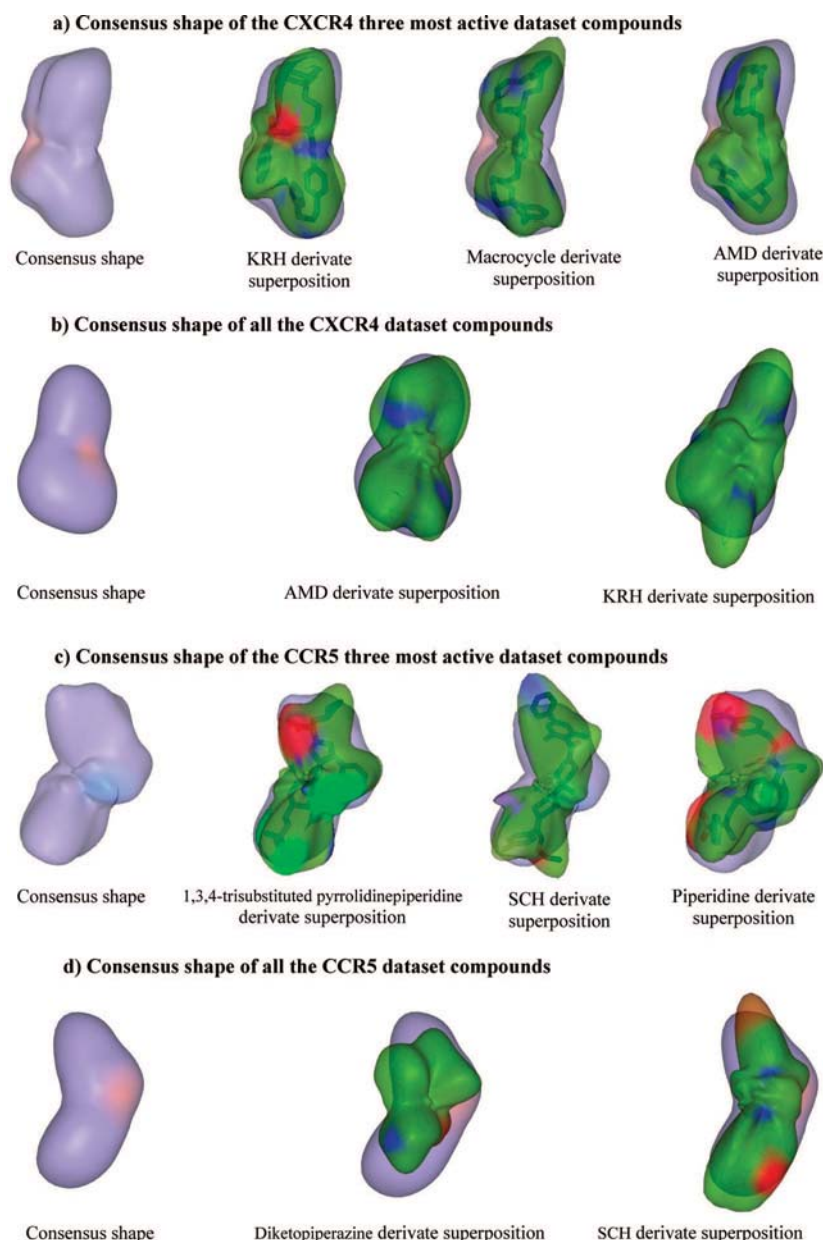 a) Consensus shape of the CXCR4 three most active dataset compounds
Consensus shape
KRH derivate
superposition
Macrocycle derivate
superposition
AMD derivate
superposition
b) Consensus shape of all the CXCR4 dataset compounds
Consensus shape
AMD derivate superposition
KRH derivate superposition
c) Consensus shape of the CCR5 three most active dataset compounds
Consensus shape
1,3,4-trisubstituted pyrrolidinepiperidine
derivate superposition
SCH derivate
superposition
Piperidine derivate
superposition
d) Consensus shape of all the CCR5 dataset compounds
Consensus shape
Diketopiperazine derivate superposition
SCH derivate superposition